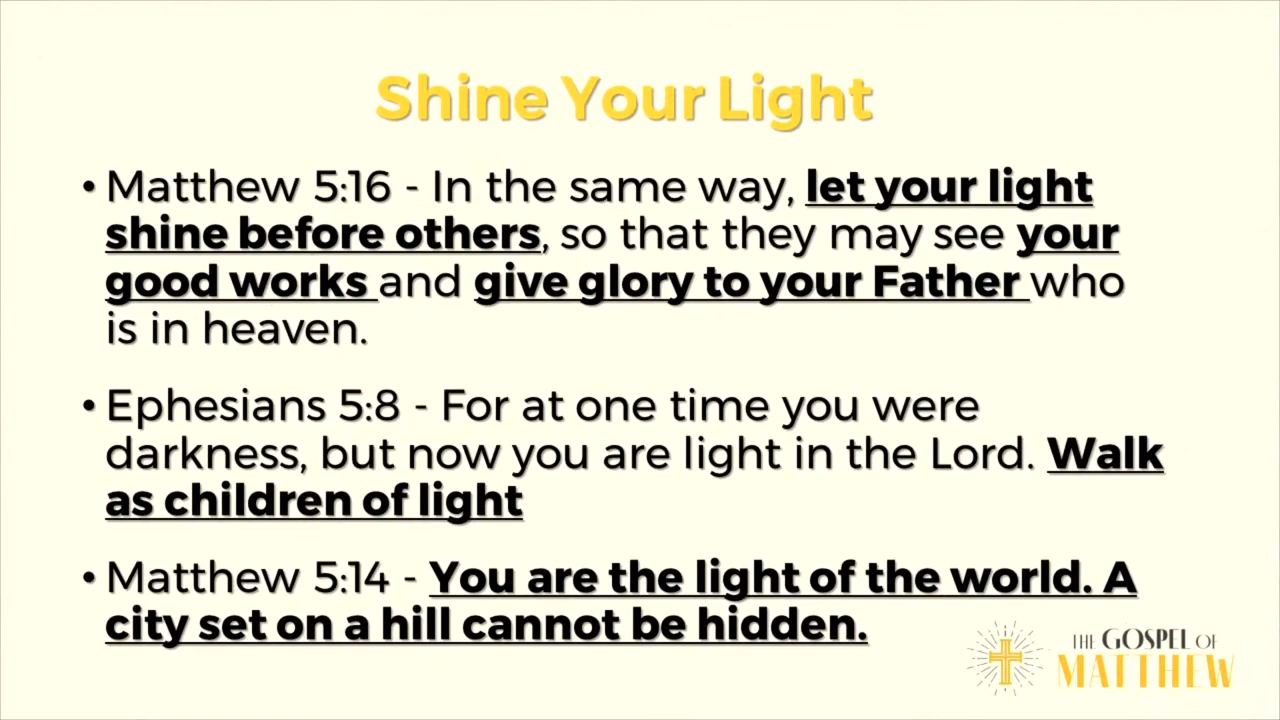 Shine Your Light
• Matthew 5:16 - In the same way, let your light
shine before others, so that they may see your
good works and give glory to your Father who
is in heaven.
• Ephesians 5:8 - For at one time you were
darkness, but now you are light in the Lord. Walk
as children of light
• Matthew 5:14 - You are the light of the world. A
city set on a hill cannot be hidden.
THE GOSPEL OF
MATTHEW